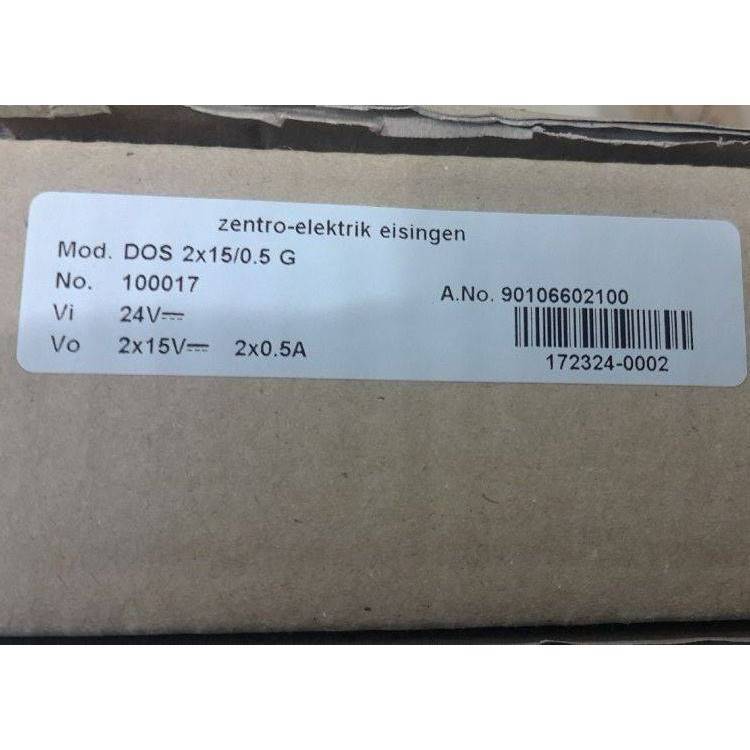 zentro-elektrik eisingen
Mod. DOS 2x15/0.5 G
No. 100017
A.No. 90106602100
Vi 24V⎓
Vo 2x15V⎓ 2x0.5A
172324-0002